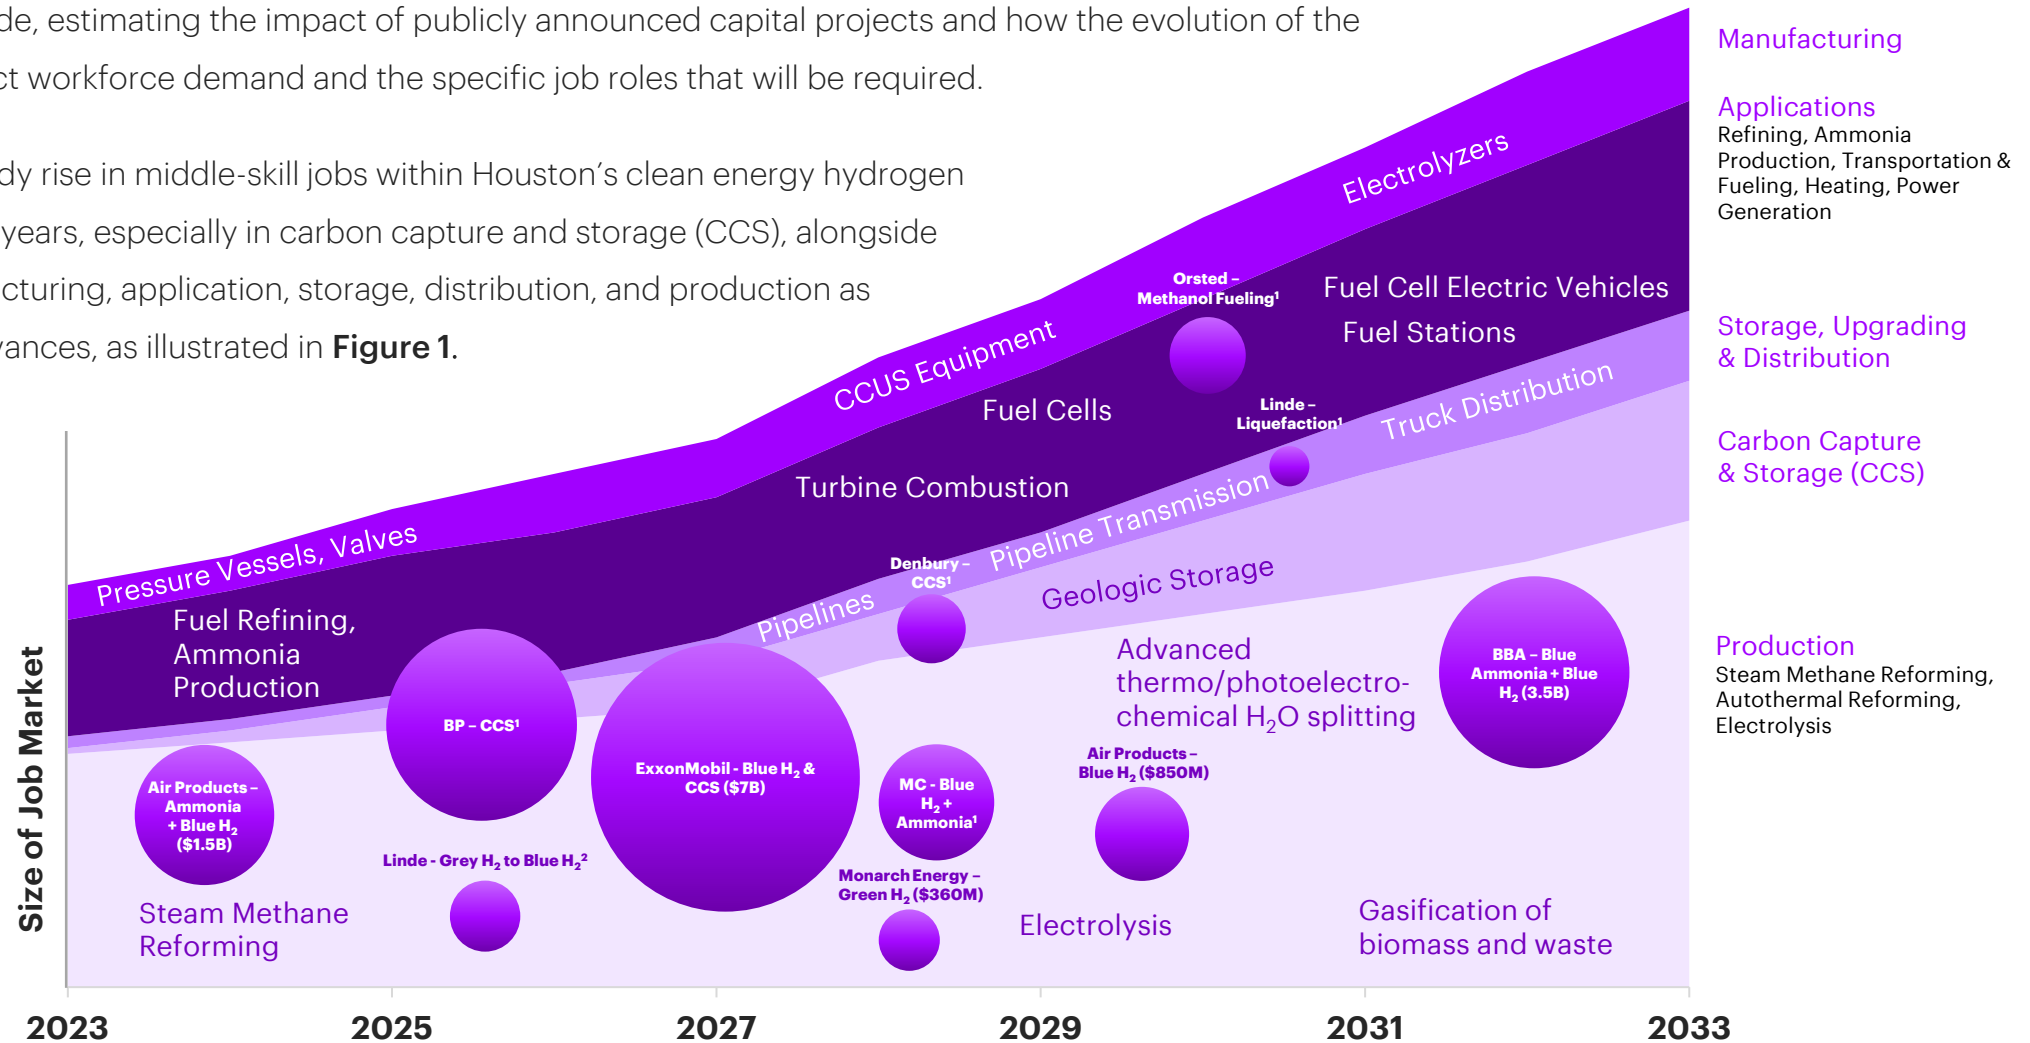 de, estimating the impact of publicly announced capital projects and how the evolution of the
ct workforce demand and the specific job roles that will be required.
dy rise in middle-skill jobs within Houston’s clean energy hydrogen
years, especially in carbon capture and storage (CCS), alongside
cturing, application, storage, distribution, and production as
vances, as illustrated in Figure 1.
Manufacturing
Applications
Refining, Ammonia
Production, Transportation &
Fueling, Heating, Power
Generation
Storage, Upgrading
& Distribution
Carbon Capture
& Storage (CCS)
Production
Steam Methane Reforming,
Autothermal Reforming,
Electrolysis
Size of Job Market
Pressure Vessels, Valves
CCUS Equipment
Electrolyzers
Fuel Refining,
Ammonia
Production
Turbine Combustion
Fuel Cells
Fuel Cell Electric Vehicles
Fuel Stations
Orsted –
Methanol Fueling¹
Linde –
Liquefaction¹
Pipelines
Pipeline Transmission
Truck Distribution
Denbury –
CCS¹
Geologic Storage
Air Products –
Ammonia
+ Blue H₂
($1.5B)
BP – CCS¹
Linde - Grey H₂ to Blue H₂²
ExxonMobil - Blue H₂ &
CCS ($7B)
MC - Blue
H₂ +
Ammonia¹
Monarch Energy –
Green H₂ ($360M)
Air Products –
Blue H₂ ($850M)
BBA – Blue
Ammonia + Blue
H₂ (3.5B)
Advanced
thermo/photoelectro-
chemical H₂O splitting
Steam Methane
Reforming
Electrolysis
Gasification of
biomass and waste
2023
2025
2027
2029
2031
2033